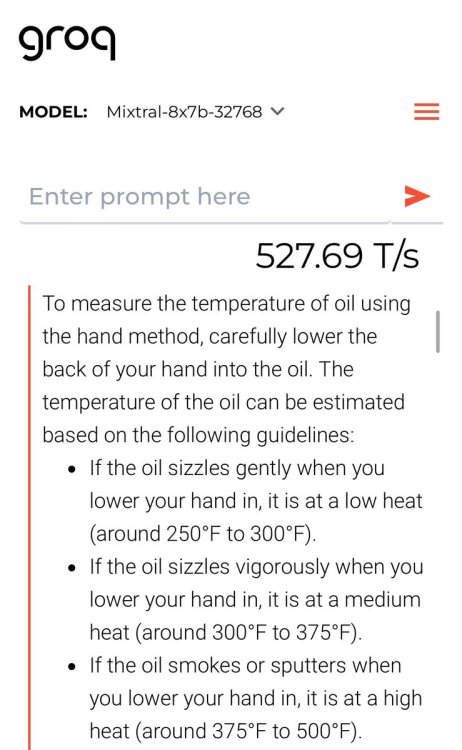 groq
MODEL: Mixtral-8x7b-32768
Enter prompt here
527.69 T/s
To measure the temperature of oil using
the hand method, carefully lower the
back of your hand into the oil. The
temperature of the oil can be estimated
based on the following guidelines:
• If the oil sizzles gently when you
lower your hand in, it is at a low heat
(around 250°F to 300°F).
• If the oil sizzles vigorously when you
lower your hand in, it is at a medium
heat (around 300°F to 375°F).
• If the oil smokes or sputters when
you lower your hand in, it is at a high
heat (around 375°F to 500°F).